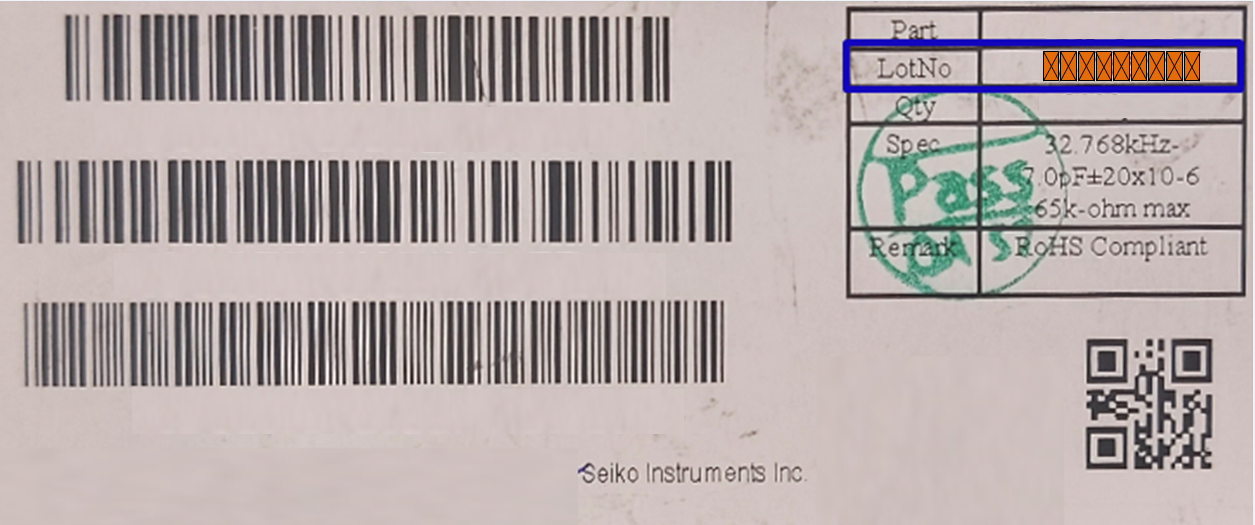 Part
LotNo
Qty
Spec 32.768kHz-
7.0pF±20x10-6
65k-ohm max
Remark RoHS Compliant
Pass
Seiko Instruments Inc.